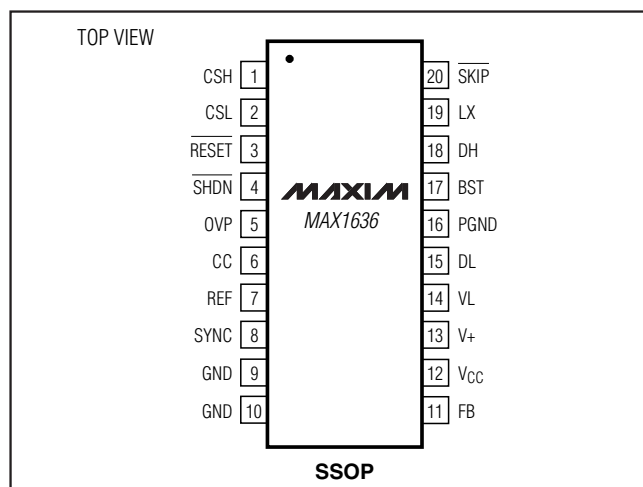 TOP VIEW
CSH 1
CSL 2
RESET 3
SHDN 4
OVP 5
CC 6
REF 7
SYNC 8
GND 9
GND 10
MAXIM
MAX1636
20 SKIP
19 LX
18 DH
17 BST
16 PGND
15 DL
14 VL
13 V+
12 VCC
11 FB
SSOP